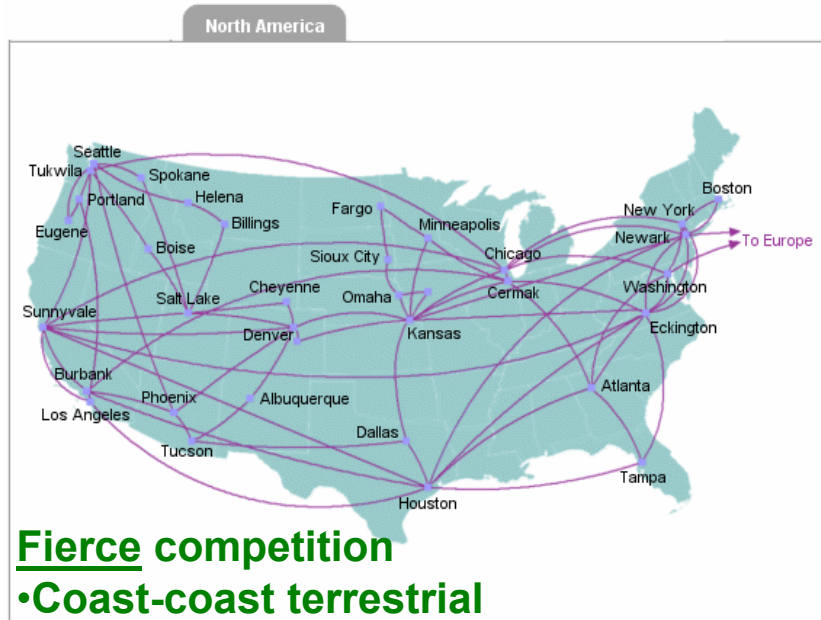 North America
Seattle
Tukwila
Spokane
Portland
Helena
Eugene
Billings
Boise
Fargo
Minneapolis
Boston
New York
Newark
To Europe
Sioux City
Chicago
Salt Lake
Cheyenne
Omaha
Cermak
Washington
Sunnyvale
Denver
Kansas
Eckington
Burbank
Los Angeles
Phoenix
Albuquerque
Atlanta
Tucson
Dallas
Tampa
Houston
Fierce competition
•Coast-coast terrestrial